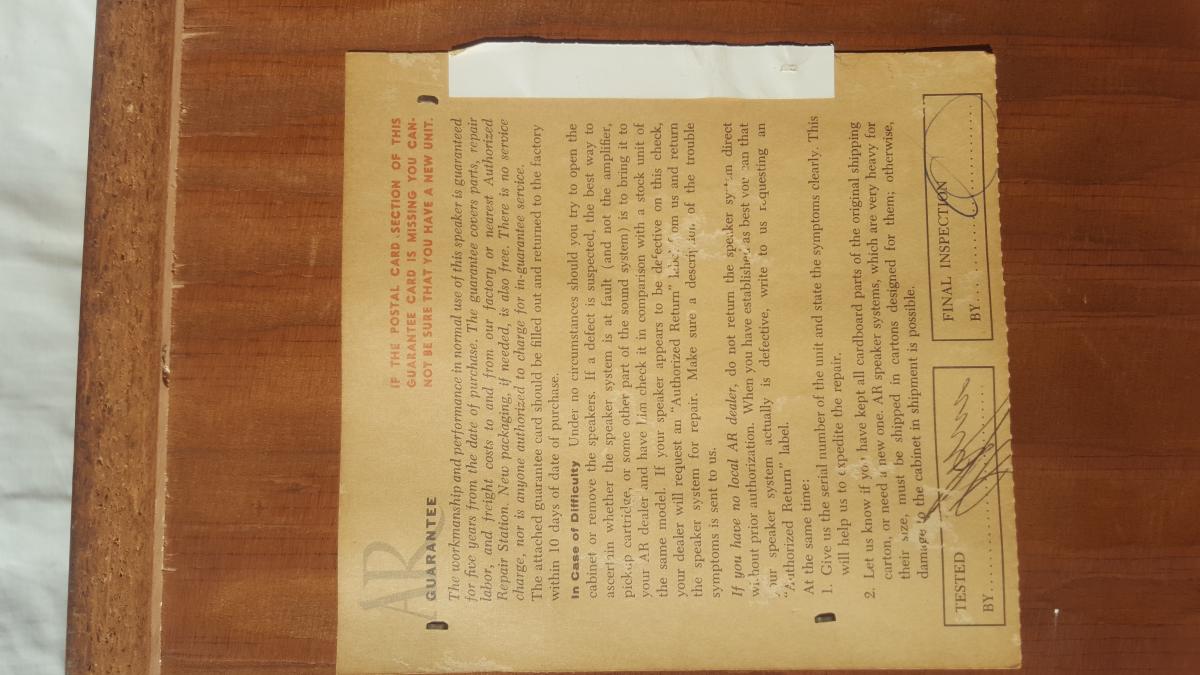 AR
GUARANTEE
IF THE POSTAL CARD SECTION OF THIS
GUARANTEE CARD IS MISSING YOU CAN-
NOT BE SURE THAT YOU HAVE A NEW UNIT.
The workmanship and performance in normal use of this speaker is guaranteed
for five years from the date of purchase. The guarantee covers parts, repair
labor, and freight costs to and from our factory or nearest Authorized
Repair Station. New packaging, if needed, is also free. There is no service
charge, nor is anyone authorized to charge for in-guarantee service.
The attached guarantee card should be filled out and returned to the factory
within 10 days of date of purchase.
In Case of Difficulty Under no circumstances should you try to open the
cabinet or remove the speakers. If a defect is suspected, the best way to
ascertain whether the speaker system is at fault (and not the amplifier,
pickup cartridge, or some other part of the sound system) is to bring it to
your AR dealer and have him check it in comparison with a stock unit of
the same model. If your speaker appears to be defective on this check,
your dealer will request an "Authorized Return" label from us and return
the speaker system for repair. Make sure a description of the trouble
symptoms is sent to us.
If you have no local AR dealer, do not return the speaker system direct
without prior authorization. When you have established as best you can that
your speaker system actually is defective, write to us requesting an
"Authorized Return" label.
At the same time:
1. Give us the serial number of the unit and state the symptoms clearly. This
will help us to expedite the repair.
2. Let us know if you have kept all cardboard parts of the original shipping
carton, or need a new one. AR speaker systems, which are very heavy for
their size, must be shipped in cartons designed for them; otherwise,
damage to the cabinet in shipment is possible.
TESTED
BY
FINAL INSPECTION
BY